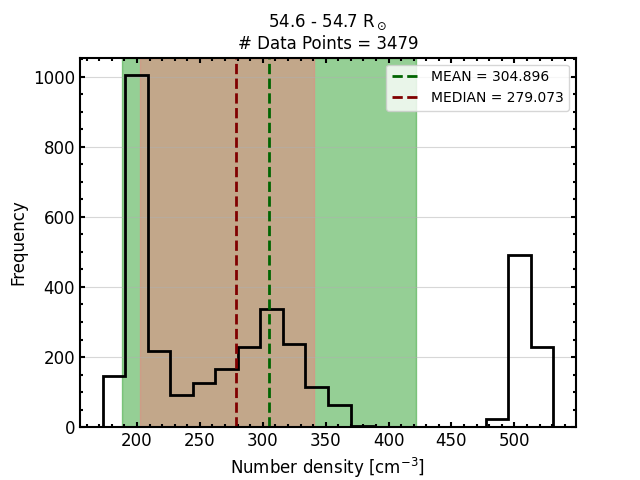 54.6 - 54.7 R⊙
# Data Points = 3479
MEAN = 304.896
MEDIAN = 279.073
Frequency
1000
800
600
400
200
0
200 250 300 350 400 450 500
Number density [cm⁻³]